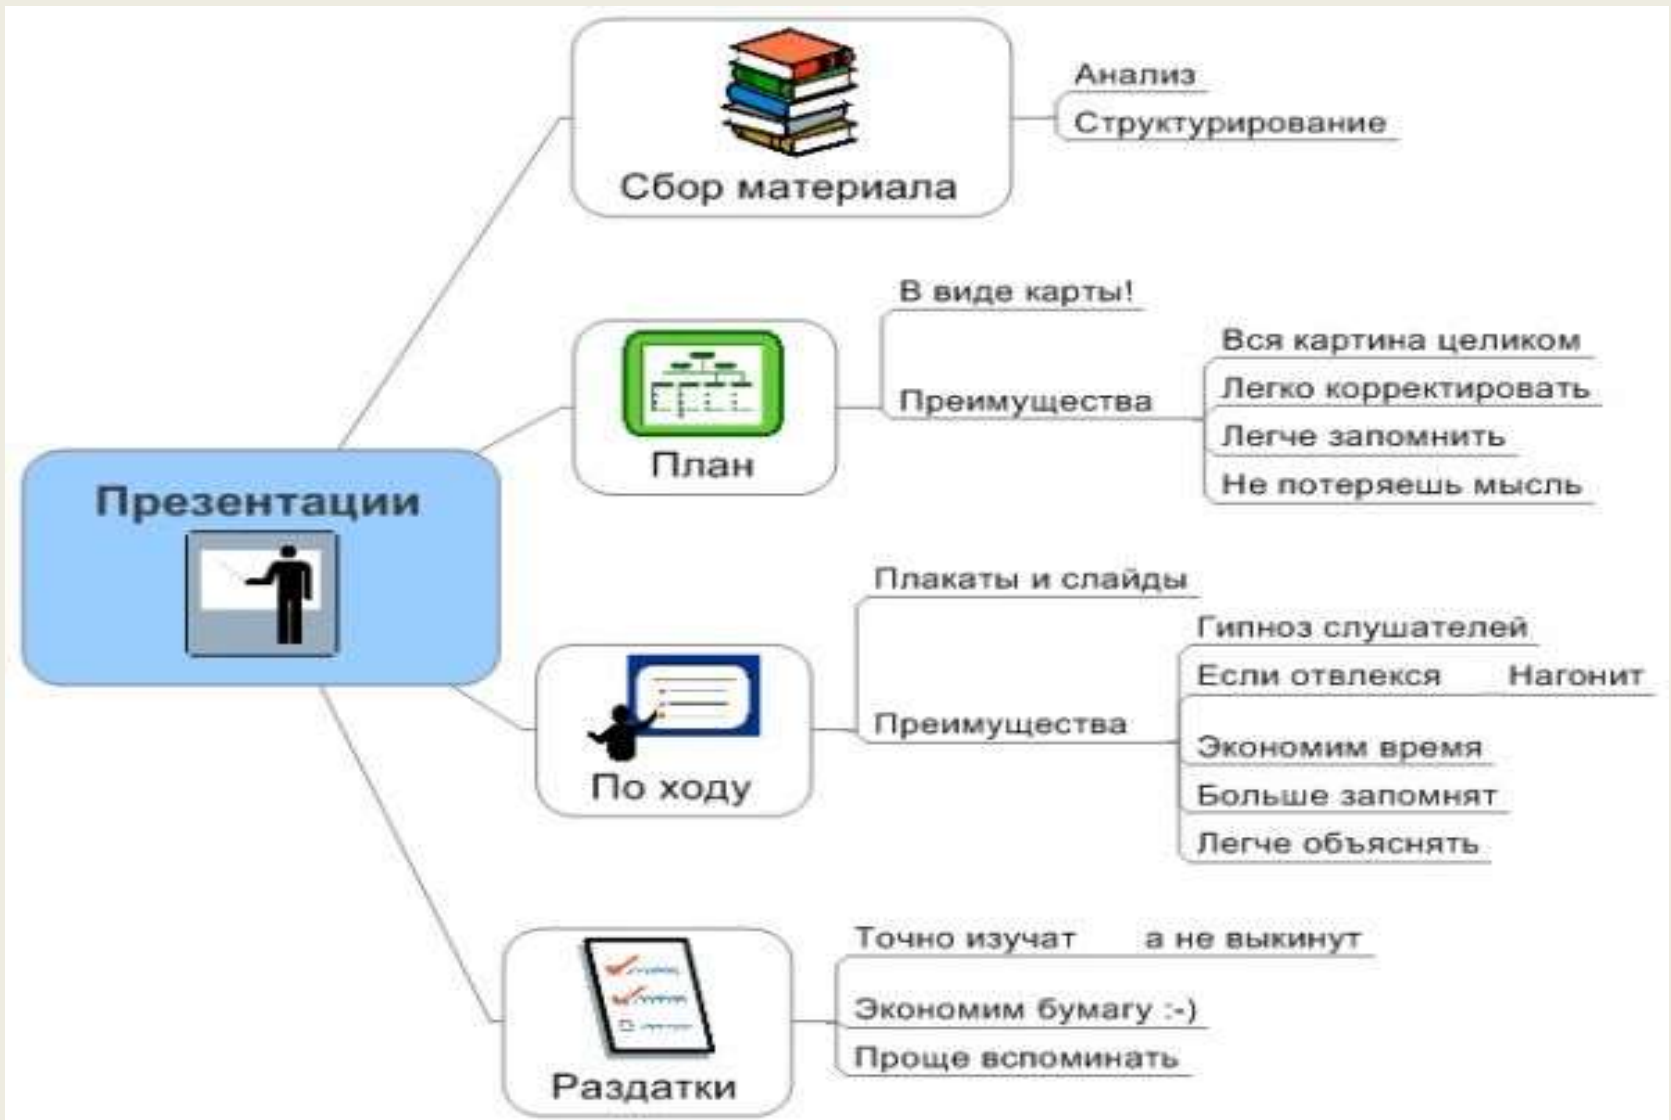 Презентации
Сбор материала
Анализ
Структурирование
План
В виде карты!
Преимущества
Вся картина целиком
Легко корректировать
Легче запомнить
Не потеряешь мысль
По ходу
Плакаты и слайды
Преимущества
Гипноз слушателей
Если отвлекся Нагонит
Экономим время
Больше запомнят
Легче объяснять
Раздатки
Точно изучат а не выкинут
Экономим бумагу :-)
Проще вспоминать